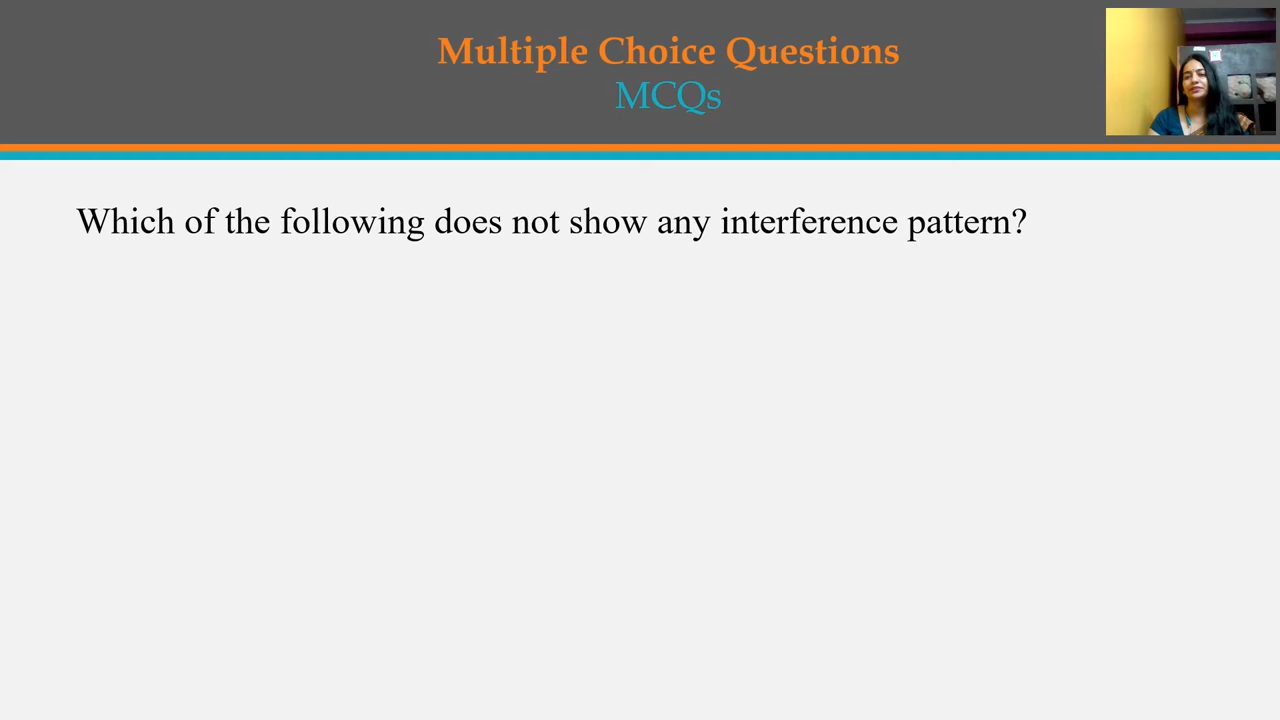 Multiple Choice Questions
MCQs
Which of the following does not show any interference pattern?